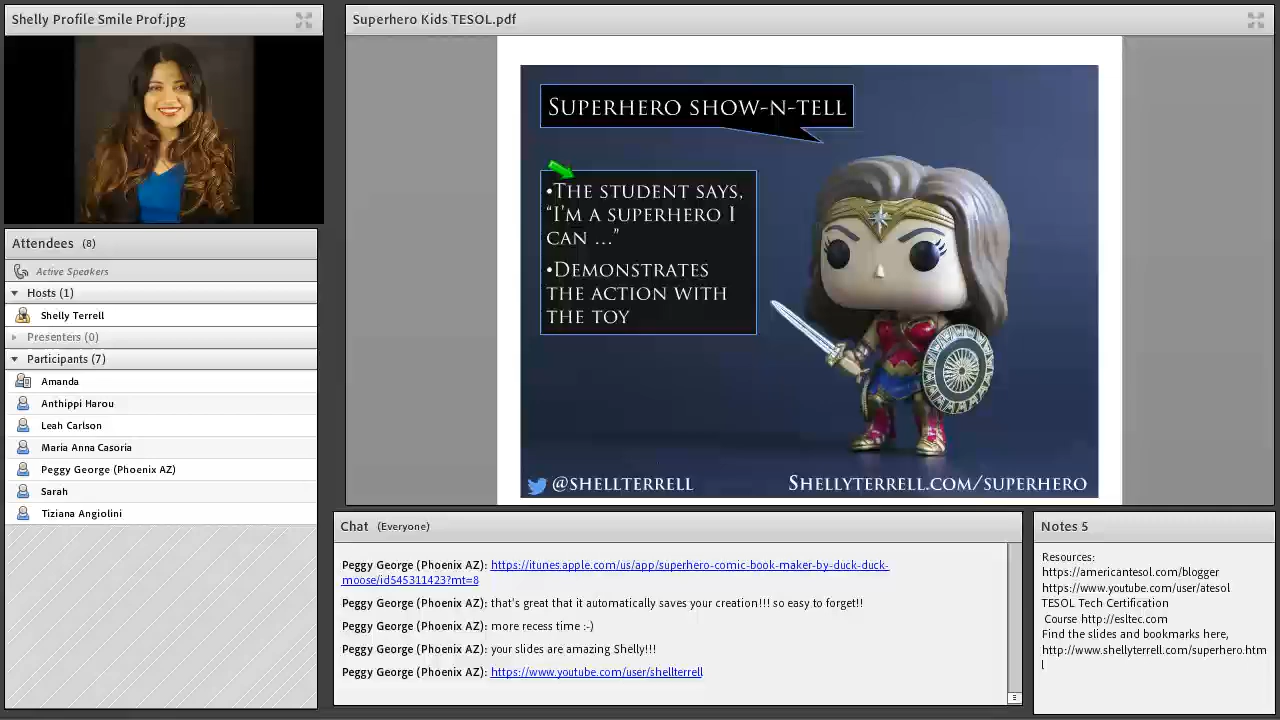 Shelly Profile Smile Prof.jpg
Attendees (8)
Active Speakers
Hosts (1)
Shelly Terrell
Presenters (0)
Participants (7)
Amanda
Anthippi Harou
Leah Carlson
Maria Anna Casoria
Peggy George (Phoenix AZ)
Sarah
Tiziana Angiolini
Superhero Kids TESOL.pdf
Superhero show-n-tell
•The student says,
“I’m a superhero I
can …”
•Demonstrates
the action with
the toy
@shellterrell
Shellyterrell.com/superhero
Chat (Everyone)
Peggy George (Phoenix AZ): https://itunes.apple.com/us/app/superhero-comic-book-maker-by-duck-duck-
moose/id545311423?mt=8
Peggy George (Phoenix AZ): that's great that it automatically saves your creation!!! so easy to forget!!
Peggy George (Phoenix AZ): more recess time :-)
Peggy George (Phoenix AZ): your slides are amazing Shelly!!!
Peggy George (Phoenix AZ): https://www.youtube.com/user/shellterrell
Notes 5
Resources:
https://americantesol.com/blogger
https://www.youtube.com/user/atesol
TESOL Tech Certification
Course http://esltec.com
Find the slides and bookmarks here,
http://www.shellyterrell.com/superhero.htm
l